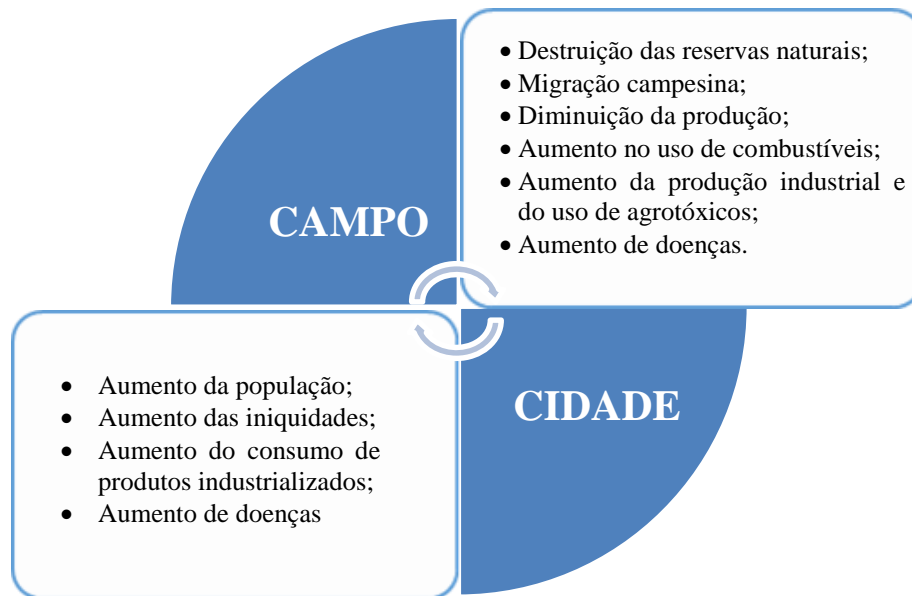 CAMPO
• Destruição das reservas naturais;
• Migração campesina;
• Diminuição da produção;
• Aumento no uso de combustíveis;
• Aumento da produção industrial e
do uso de agrotóxicos;
• Aumento de doenças.
• Aumento da população;
• Aumento das iniquidades;
• Aumento do consumo de
produtos industrializados;
• Aumento de doenças
CIDADE